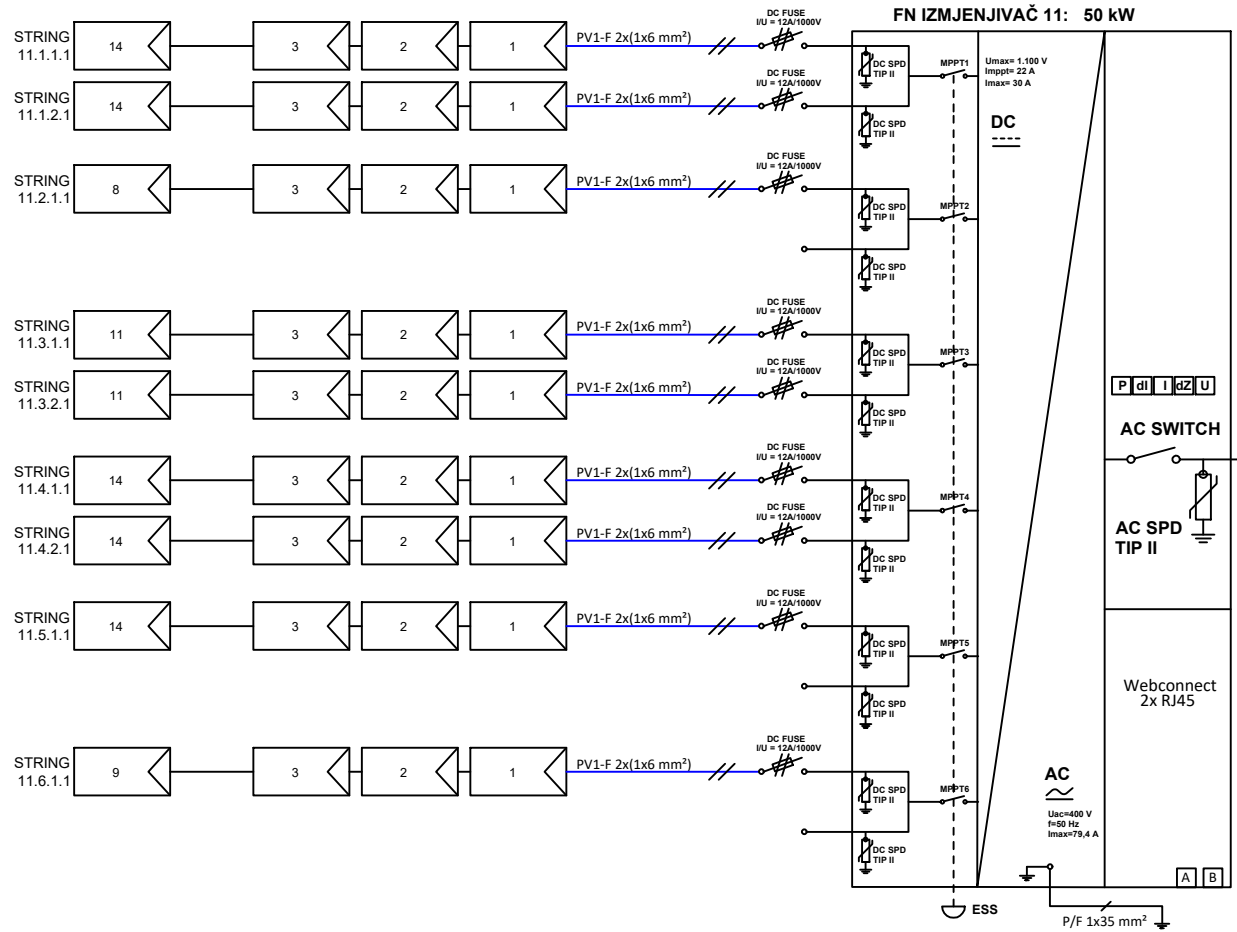 FN IZMJENJIVAČ 11: 50 kW
STRING
11.1.1.1
14
3
2
1
PV1-F 2x(1x6 mm²)
DC FUSE
I/U = 12A/1000V
DC SPD
TIP II
MPPT1
Umax= 1.100 V
Imppt= 22 A
Imax= 30 A
STRING
11.1.2.1
14
3
2
1
PV1-F 2x(1x6 mm²)
DC FUSE
I/U = 12A/1000V
DC SPD
TIP II
DC
STRING
11.2.1.1
8
3
2
1
PV1-F 2x(1x6 mm²)
DC FUSE
I/U = 12A/1000V
DC SPD
TIP II
MPPT2
DC SPD
TIP II
STRING
11.3.1.1
11
3
2
1
PV1-F 2x(1x6 mm²)
DC FUSE
I/U = 12A/1000V
DC SPD
TIP II
MPPT3
STRING
11.3.2.1
11
3
2
1
PV1-F 2x(1x6 mm²)
DC FUSE
I/U = 12A/1000V
DC SPD
TIP II
P dI I dZ U
AC SWITCH
STRING
11.4.1.1
14
3
2
1
PV1-F 2x(1x6 mm²)
DC FUSE
I/U = 12A/1000V
DC SPD
TIP II
MPPT4
STRING
11.4.2.1
14
3
2
1
PV1-F 2x(1x6 mm²)
DC FUSE
I/U = 12A/1000V
DC SPD
TIP II
AC SPD
TIP II
STRING
11.5.1.1
14
3
2
1
PV1-F 2x(1x6 mm²)
DC FUSE
I/U = 12A/1000V
DC SPD
TIP II
MPPT5
DC SPD
TIP II
Webconnect
2x RJ45
STRING
11.6.1.1
9
3
2
1
PV1-F 2x(1x6 mm²)
DC FUSE
I/U = 12A/1000V
DC SPD
TIP II
MPPT6
DC SPD
TIP II
AC
Uac=400 V
f=50 Hz
Imax=79,4 A
A B
ESS
P/F 1x35 mm²